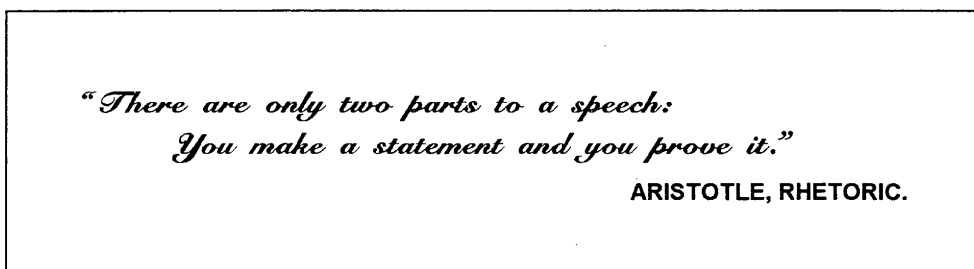 “There are only two parts to a speech:
You make a statement and you prove it.”
ARISTOTLE, RHETORIC.